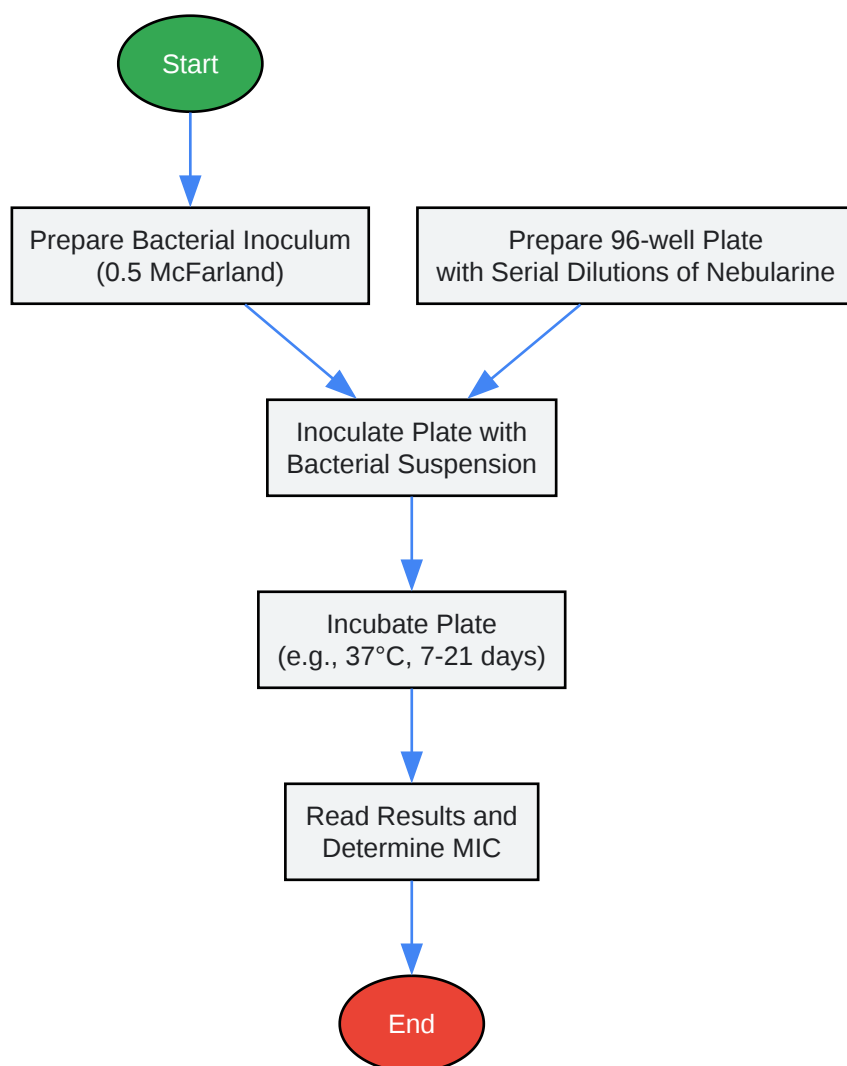 Start
Prepare Bacterial Inoculum
(0.5 McFarland)
Prepare 96-well Plate
with Serial Dilutions of Nebularine
Inoculate Plate with
Bacterial Suspension
Incubate Plate
(e.g., 37°C, 7-21 days)
Read Results and
Determine MIC
End